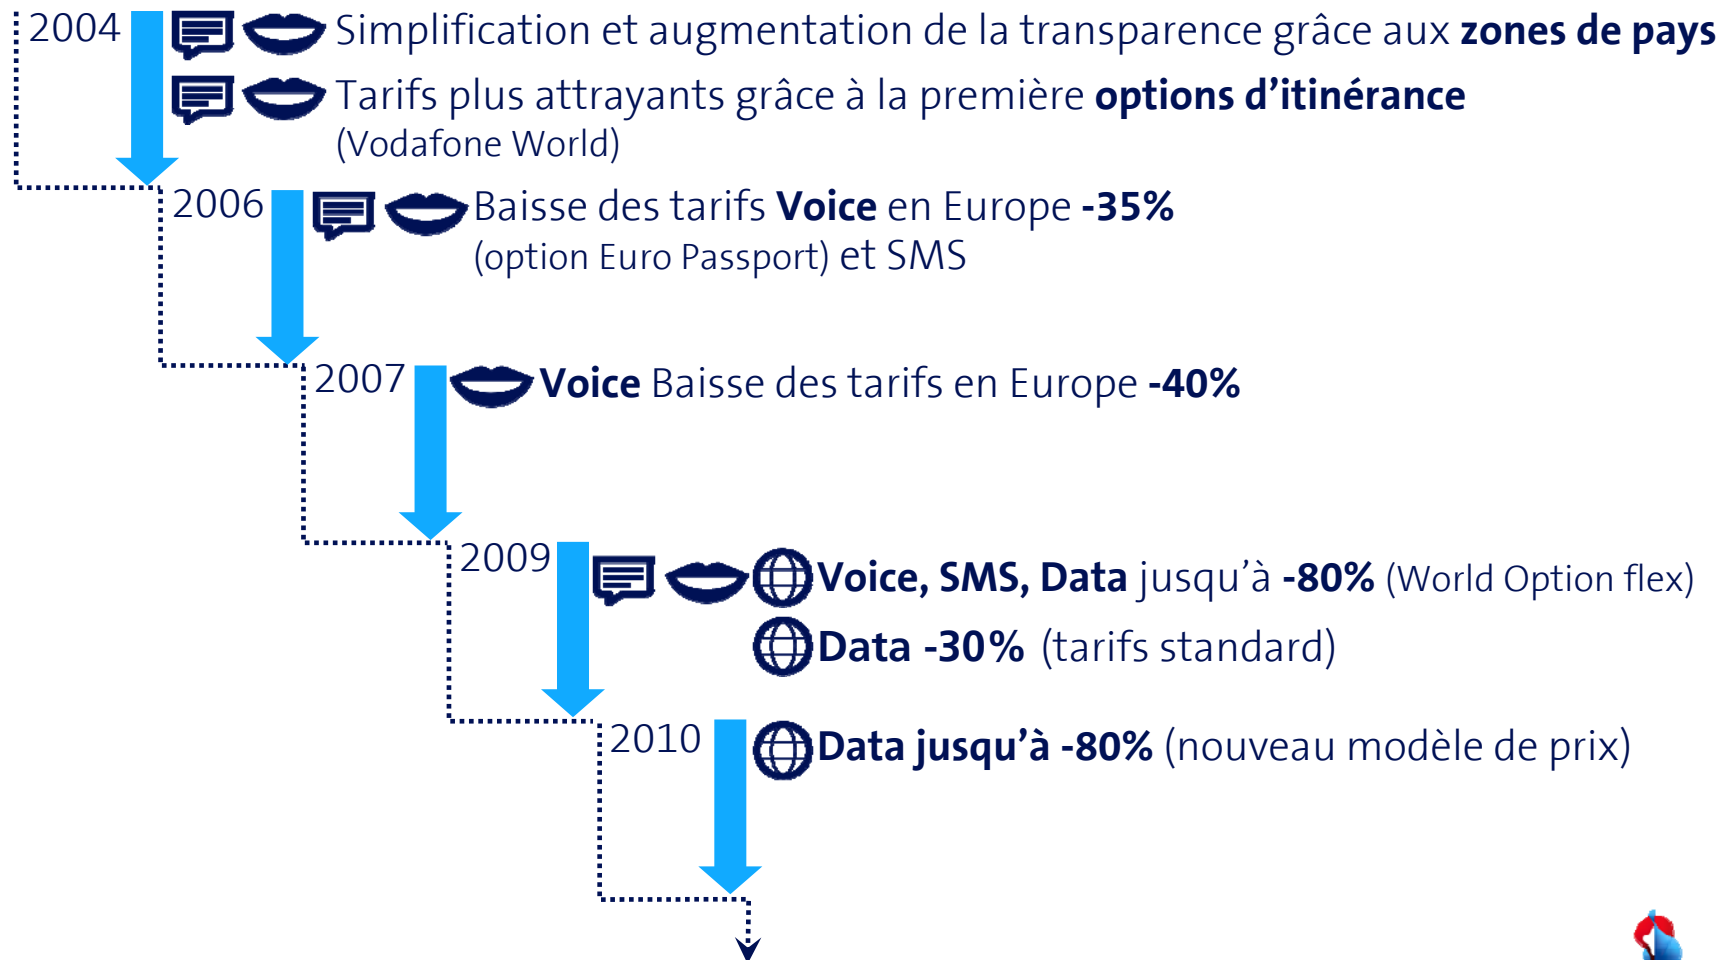 2004 Simplification et augmentation de la transparence grâce aux zones de pays
Tarifs plus attrayants grâce à la première options d’itinérance
(Vodafone World)
2006 Baisse des tarifs Voice en Europe -35%
(option Euro Passport) et SMS
2007 Voice Baisse des tarifs en Europe -40%
2009 Voice, SMS, Data jusqu’à -80% (World Option flex)
Data -30% (tarifs standard)
2010 Data jusqu’à -80% (nouveau modèle de prix)